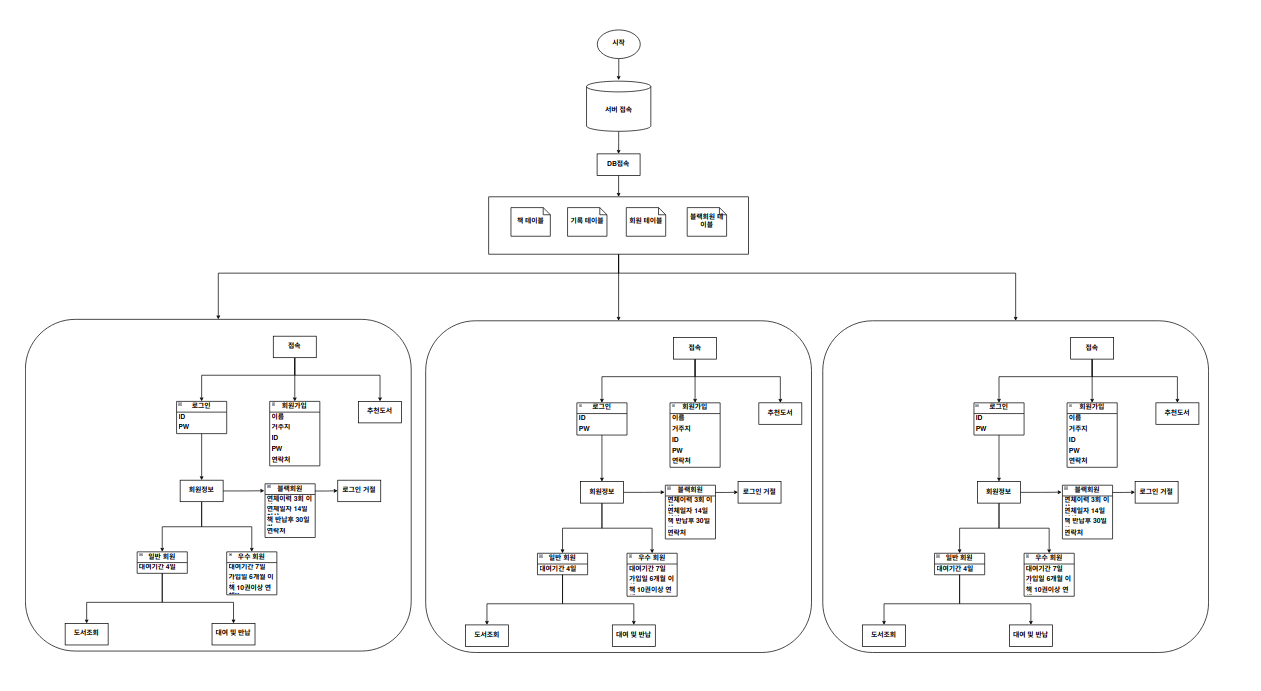 시작
서버 접속
DB접속
책 테이블
기록 테이블
회원 테이블
블랙회원 테
이블
접속
로그인
ID
PW
회원가입
이름
거주지
ID
PW
연락처
추천도서
회원정보
블랙회원
연체이력 3회 이
연체일자 14일
책 반납후 30일
연락처
로그인 거절
일반 회원
대여기간 4일
우수 회원
대여기간 7일
가입일 6개월 이
책 10권이상 연
도서조회
대여 및 반납
접속
로그인
ID
PW
회원가입
이름
거주지
ID
PW
연락처
추천도서
회원정보
블랙회원
연체이력 3회 이
연체일자 14일
책 반납후 30일
연락처
로그인 거절
일반 회원
대여기간 4일
우수 회원
대여기간 7일
가입일 6개월 이
책 10권이상 연
도서조회
대여 및 반납
접속
로그인
ID
PW
회원가입
이름
거주지
ID
PW
연락처
추천도서
회원정보
블랙회원
연체이력 3회 이
연체일자 14일
책 반납후 30일
연락처
로그인 거절
일반 회원
대여기간 4일
우수 회원
대여기간 7일
가입일 6개월 이
책 10권이상 연
도서조회
대여 및 반납